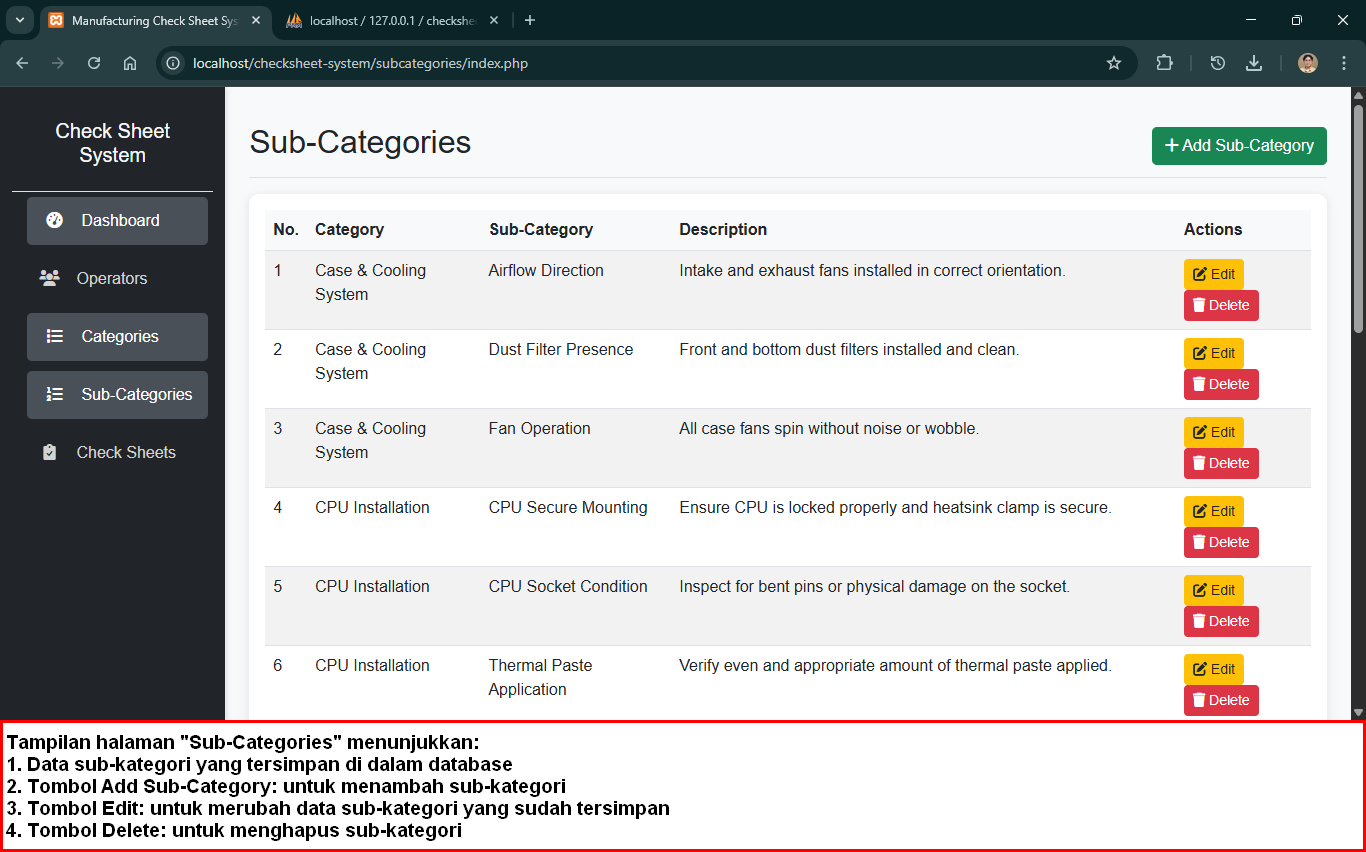 Manufacturing Check Sheet Sys
localhost / 127.0.0.1 / checkshe
localhost/checksheet-system/subcategories/index.php
Check Sheet
System
Dashboard
Operators
Categories
Sub-Categories
Check Sheets
Sub-Categories
Add Sub-Category
No. Category Sub-Category Description Actions
1 Case & Cooling Airflow Direction Intake and exhaust fans installed in correct orientation. Edit
System Delete
2 Case & Cooling Dust Filter Presence Front and bottom dust filters installed and clean. Edit
System Delete
3 Case & Cooling Fan Operation All case fans spin without noise or wobble. Edit
System Delete
4 CPU Installation CPU Secure Mounting Ensure CPU is locked properly and heatsink clamp is secure. Edit
Delete
5 CPU Installation CPU Socket Condition Inspect for bent pins or physical damage on the socket. Edit
Delete
6 CPU Installation Thermal Paste Verify even and appropriate amount of thermal paste applied. Edit
Application Delete
Tampilan halaman "Sub-Categories" menunjukkan:
1. Data sub-kategori yang tersimpan di dalam database
2. Tombol Add Sub-Category: untuk menambah sub-kategori
3. Tombol Edit: untuk merubah data sub-kategori yang sudah tersimpan
4. Tombol Delete: untuk menghapus sub-kategori